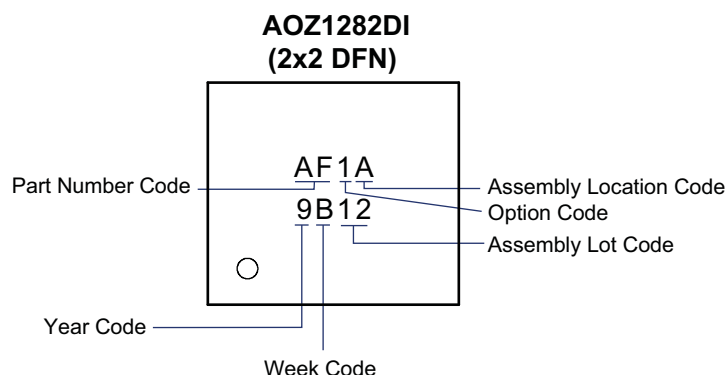 AOZ1282DI
(2x2 DFN)
AF1A
Part Number Code
Assembly Location Code
Option Code
9B12
Assembly Lot Code
Year Code
Week Code